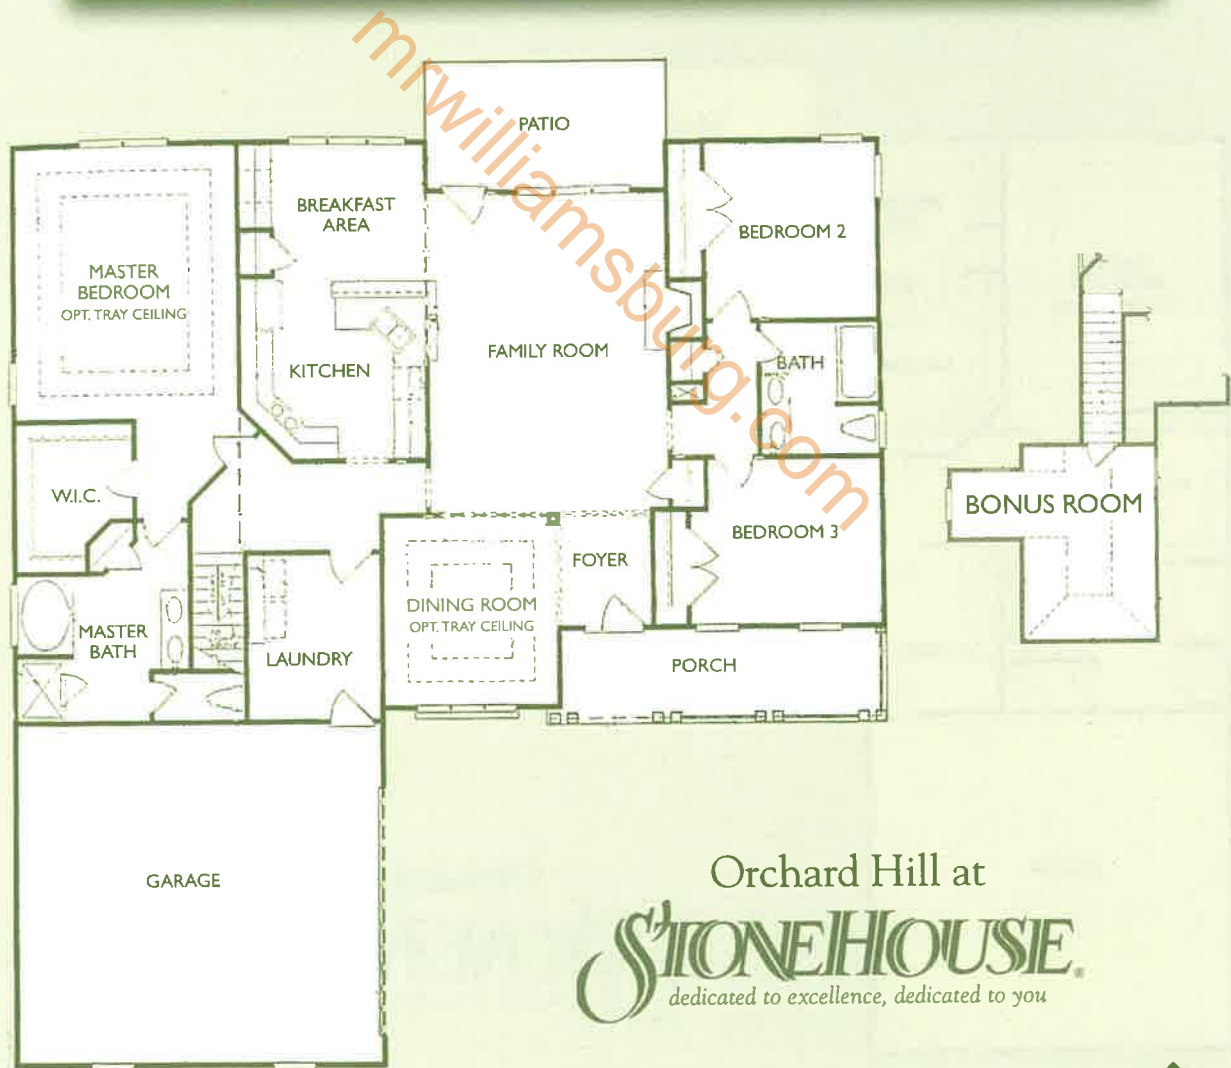 PATIO
BREAKFAST
AREA
BEDROOM 2
MASTER
BEDROOM
OPT. TRAY CEILING
FAMILY ROOM
BATH
KITCHEN
W.I.C.
BONUS ROOM
BEDROOM 3
FOYER
DINING ROOM
OPT. TRAY CEILING
MASTER
BATH
LAUNDRY
PORCH
GARAGE
Orchard Hill at
STONEHOUSE®
dedicated to excellence, dedicated to you
mrwilliamsburg.com